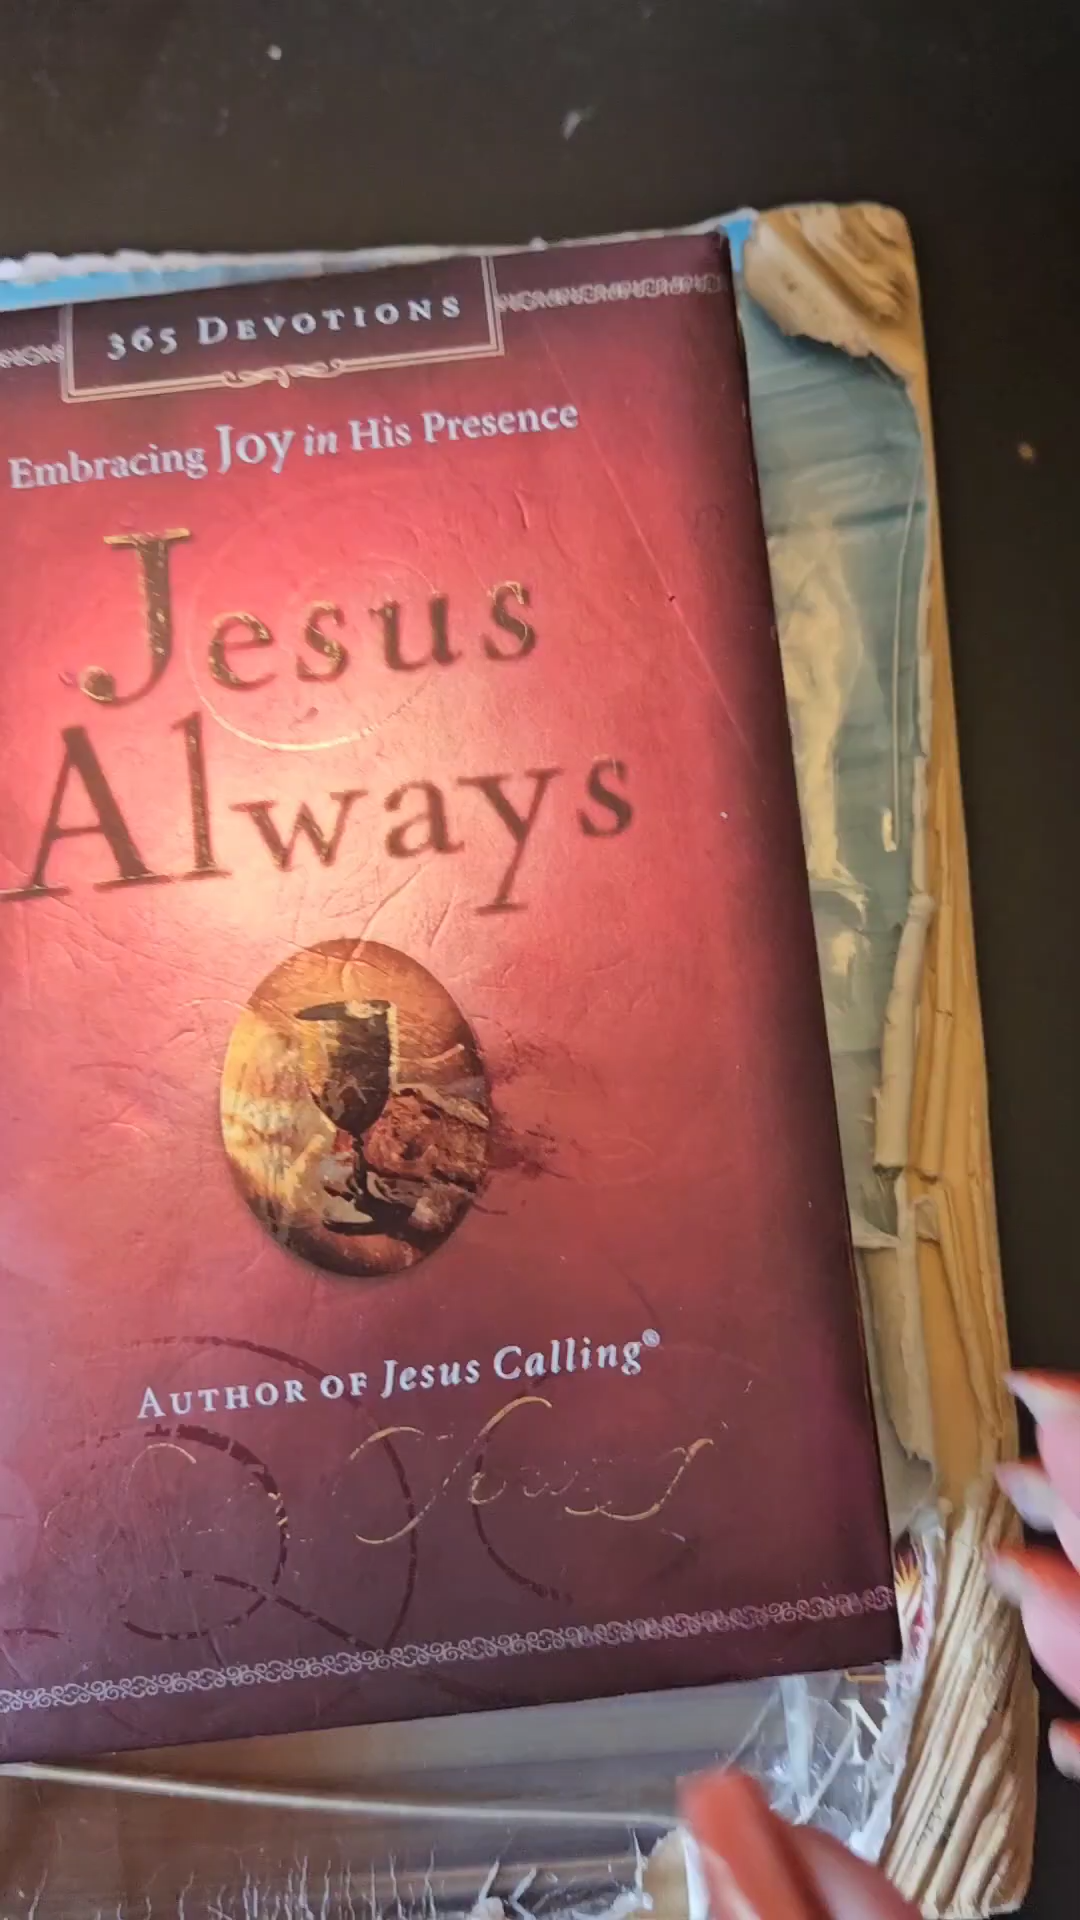 365 DEVOTIONS
Embracing Joy in His Presence
Jesus
Always
AUTHOR OF Jesus Calling®